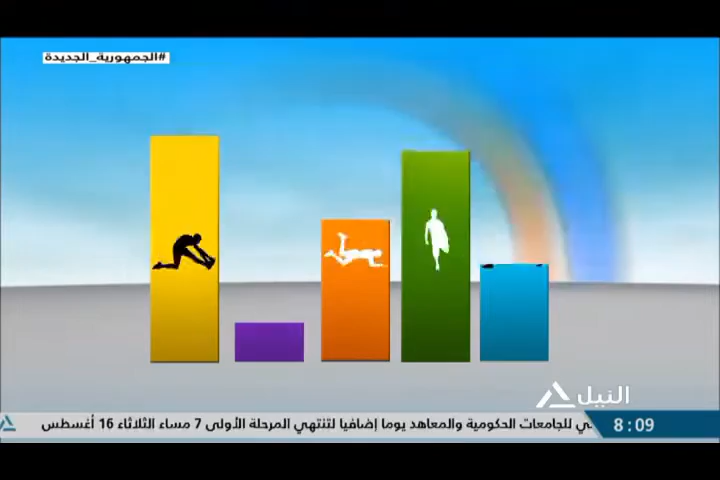 #الجمهورية_الجديدة
النيل
للجامعات الحكومية والمعاهد يوما إضافيا لتنتهي المرحلة الأولى 7 مساء الثلاثاء 16 أغسطس
8:09